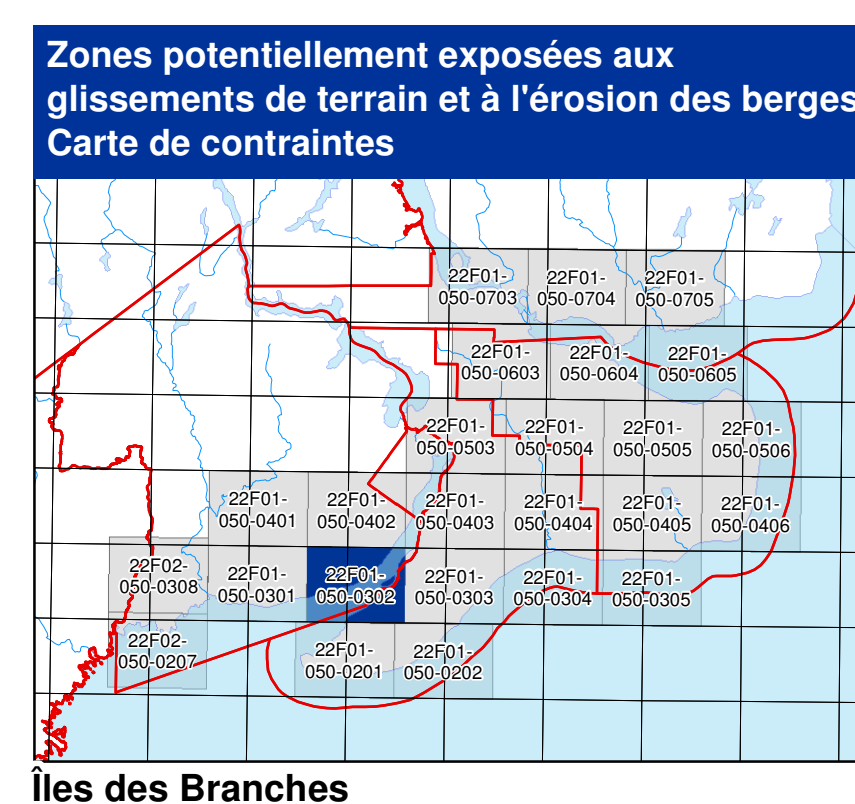 Zones potentiellement exposées aux
glissements de terrain et à l'érosion des berges
Carte de contraintes
22F01-
050-0703
22F01-
050-0704
22F01-
050-0705
22F01-
050-0603
22F01-
050-0604
22F01-
050-0605
22F01-
050-0503
22F01-
050-0504
22F01-
050-0505
22F01-
050-0506
22F01-
050-0401
22F01-
050-0402
22F01-
050-0403
22F01-
050-0404
22F01-
050-0405
22F01-
050-0406
22F02-
050-0308
22F01-
050-0301
22F01-
050-0302
22F01-
050-0303
22F01-
050-0304
22F01-
050-0305
22F02-
050-0207
22F01-
050-0201
22F01-
050-0202
Îles des Branches